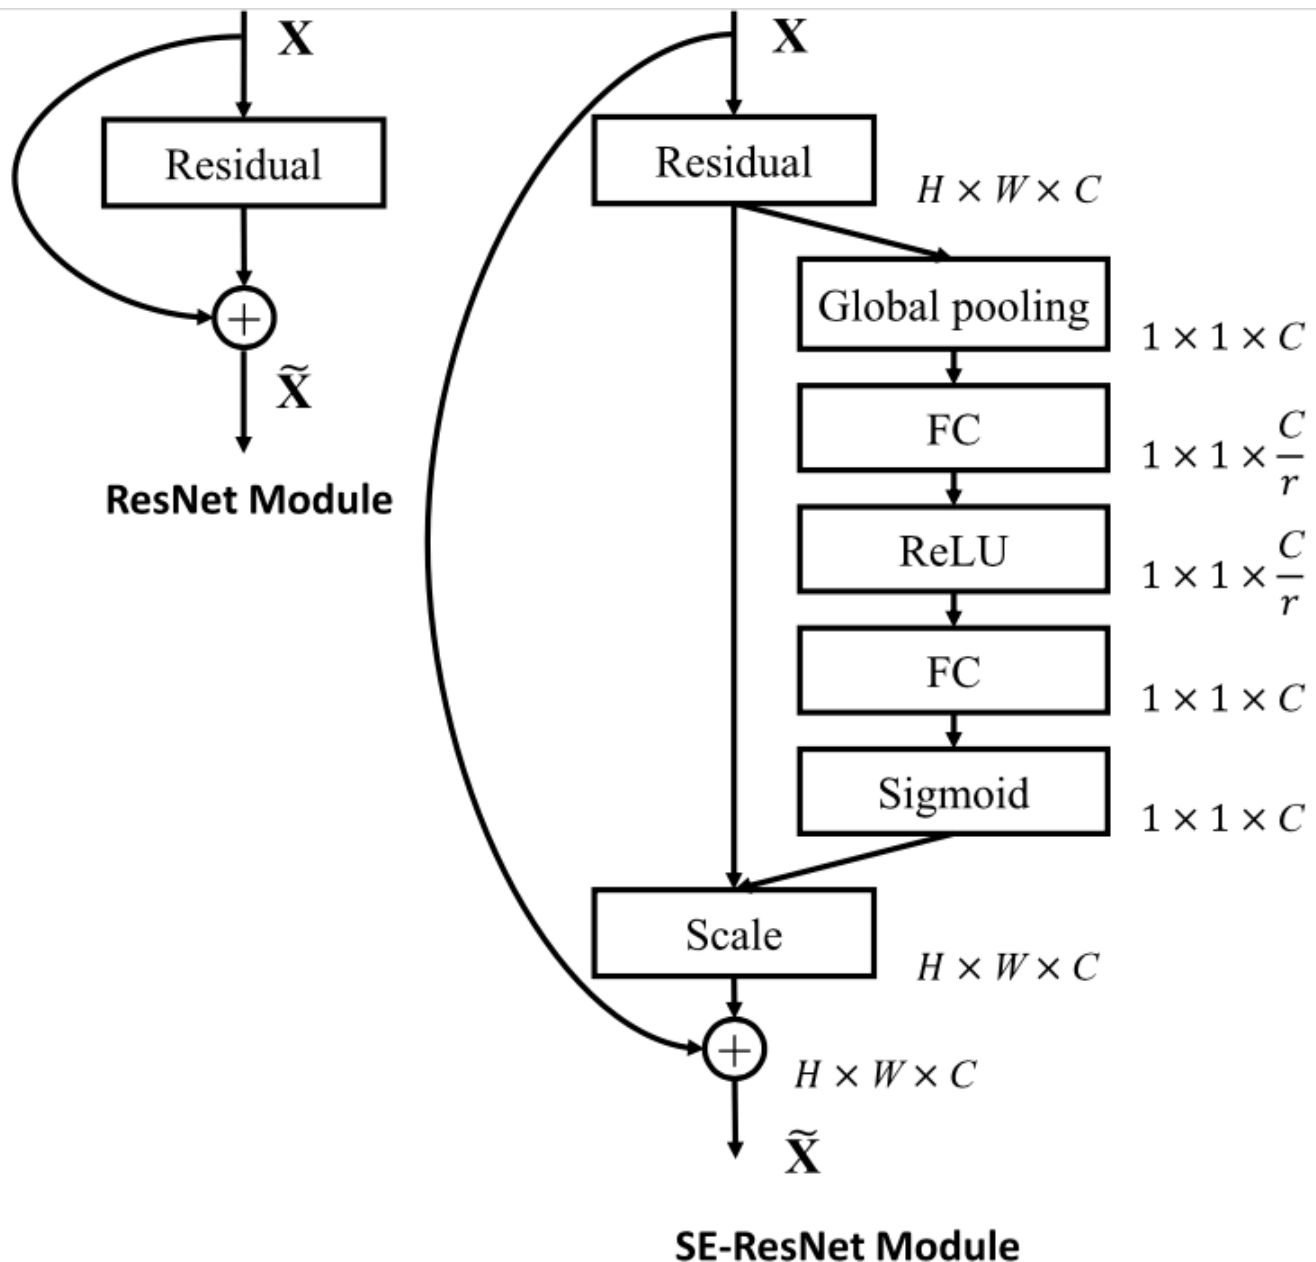 X
Residual
+
X̃
ResNet Module
X
Residual
H × W × C
Global pooling
1 × 1 × C
FC
1 × 1 × C/r
ReLU
1 × 1 × C/r
FC
1 × 1 × C
Sigmoid
1 × 1 × C
Scale
H × W × C
+
H × W × C
X̃
SE-ResNet Module